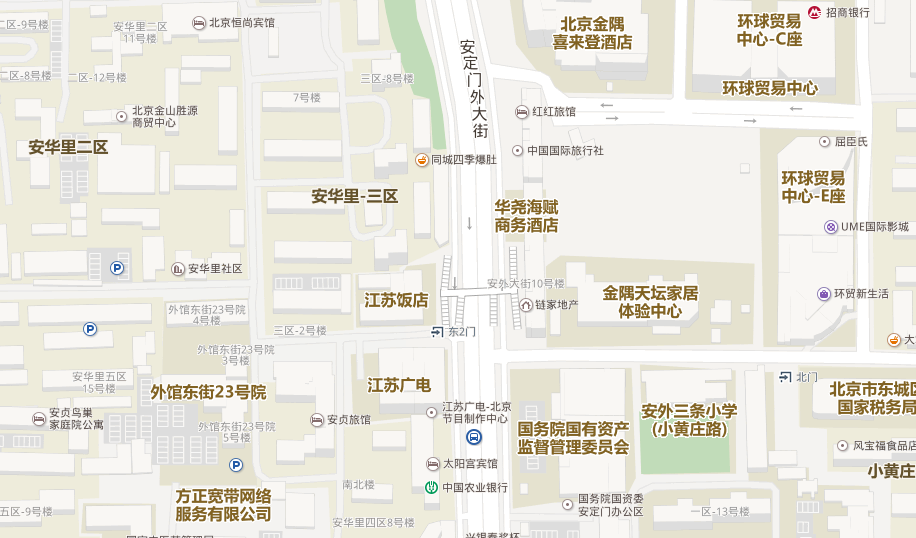 二区-9号楼
安华里二区
11号楼
北京恒尚宾馆
二区-8号楼
二区-12号楼
三区-8号楼
7号楼
北京金山胜源
商贸中心
安华里二区
安华里-三区
同城四季爆肚
安定门外大街
北京金隅
喜来登酒店
环球贸易
中心-C座
招商银行
环球贸易中心
红红旅馆
中国国际旅行社
屈臣氏
环球贸易
中心-E座
华尧海赋
商务酒店
UME国际影城
P
安华里社区
安外大街10号楼
环贸新生活
江苏饭店
链家地产
金隅天坛家居
体验中心
外馆东街23号院
4号楼
P
三区-2号楼
东2门
外馆东街23号院
3号楼
安华里五区
15号楼
外馆东街23号院
江苏广电
北门
北京市东城区
国家税务局
安贞鸟巢
家庭院公寓
安贞旅馆
江苏广电-北京
节目制作中心
安外三条小学
(小黄庄路)
国务院国有资产
监督管理委员会
外馆东街23号院
5号楼
风宝福食品店
P
太阳宫宾馆
小黄庄
南北楼
中国农业银行
方正宽带网络
服务有限公司
国务院国资委
安定门办公区
五区-9号楼
安华里四区8号楼
一区-13号楼